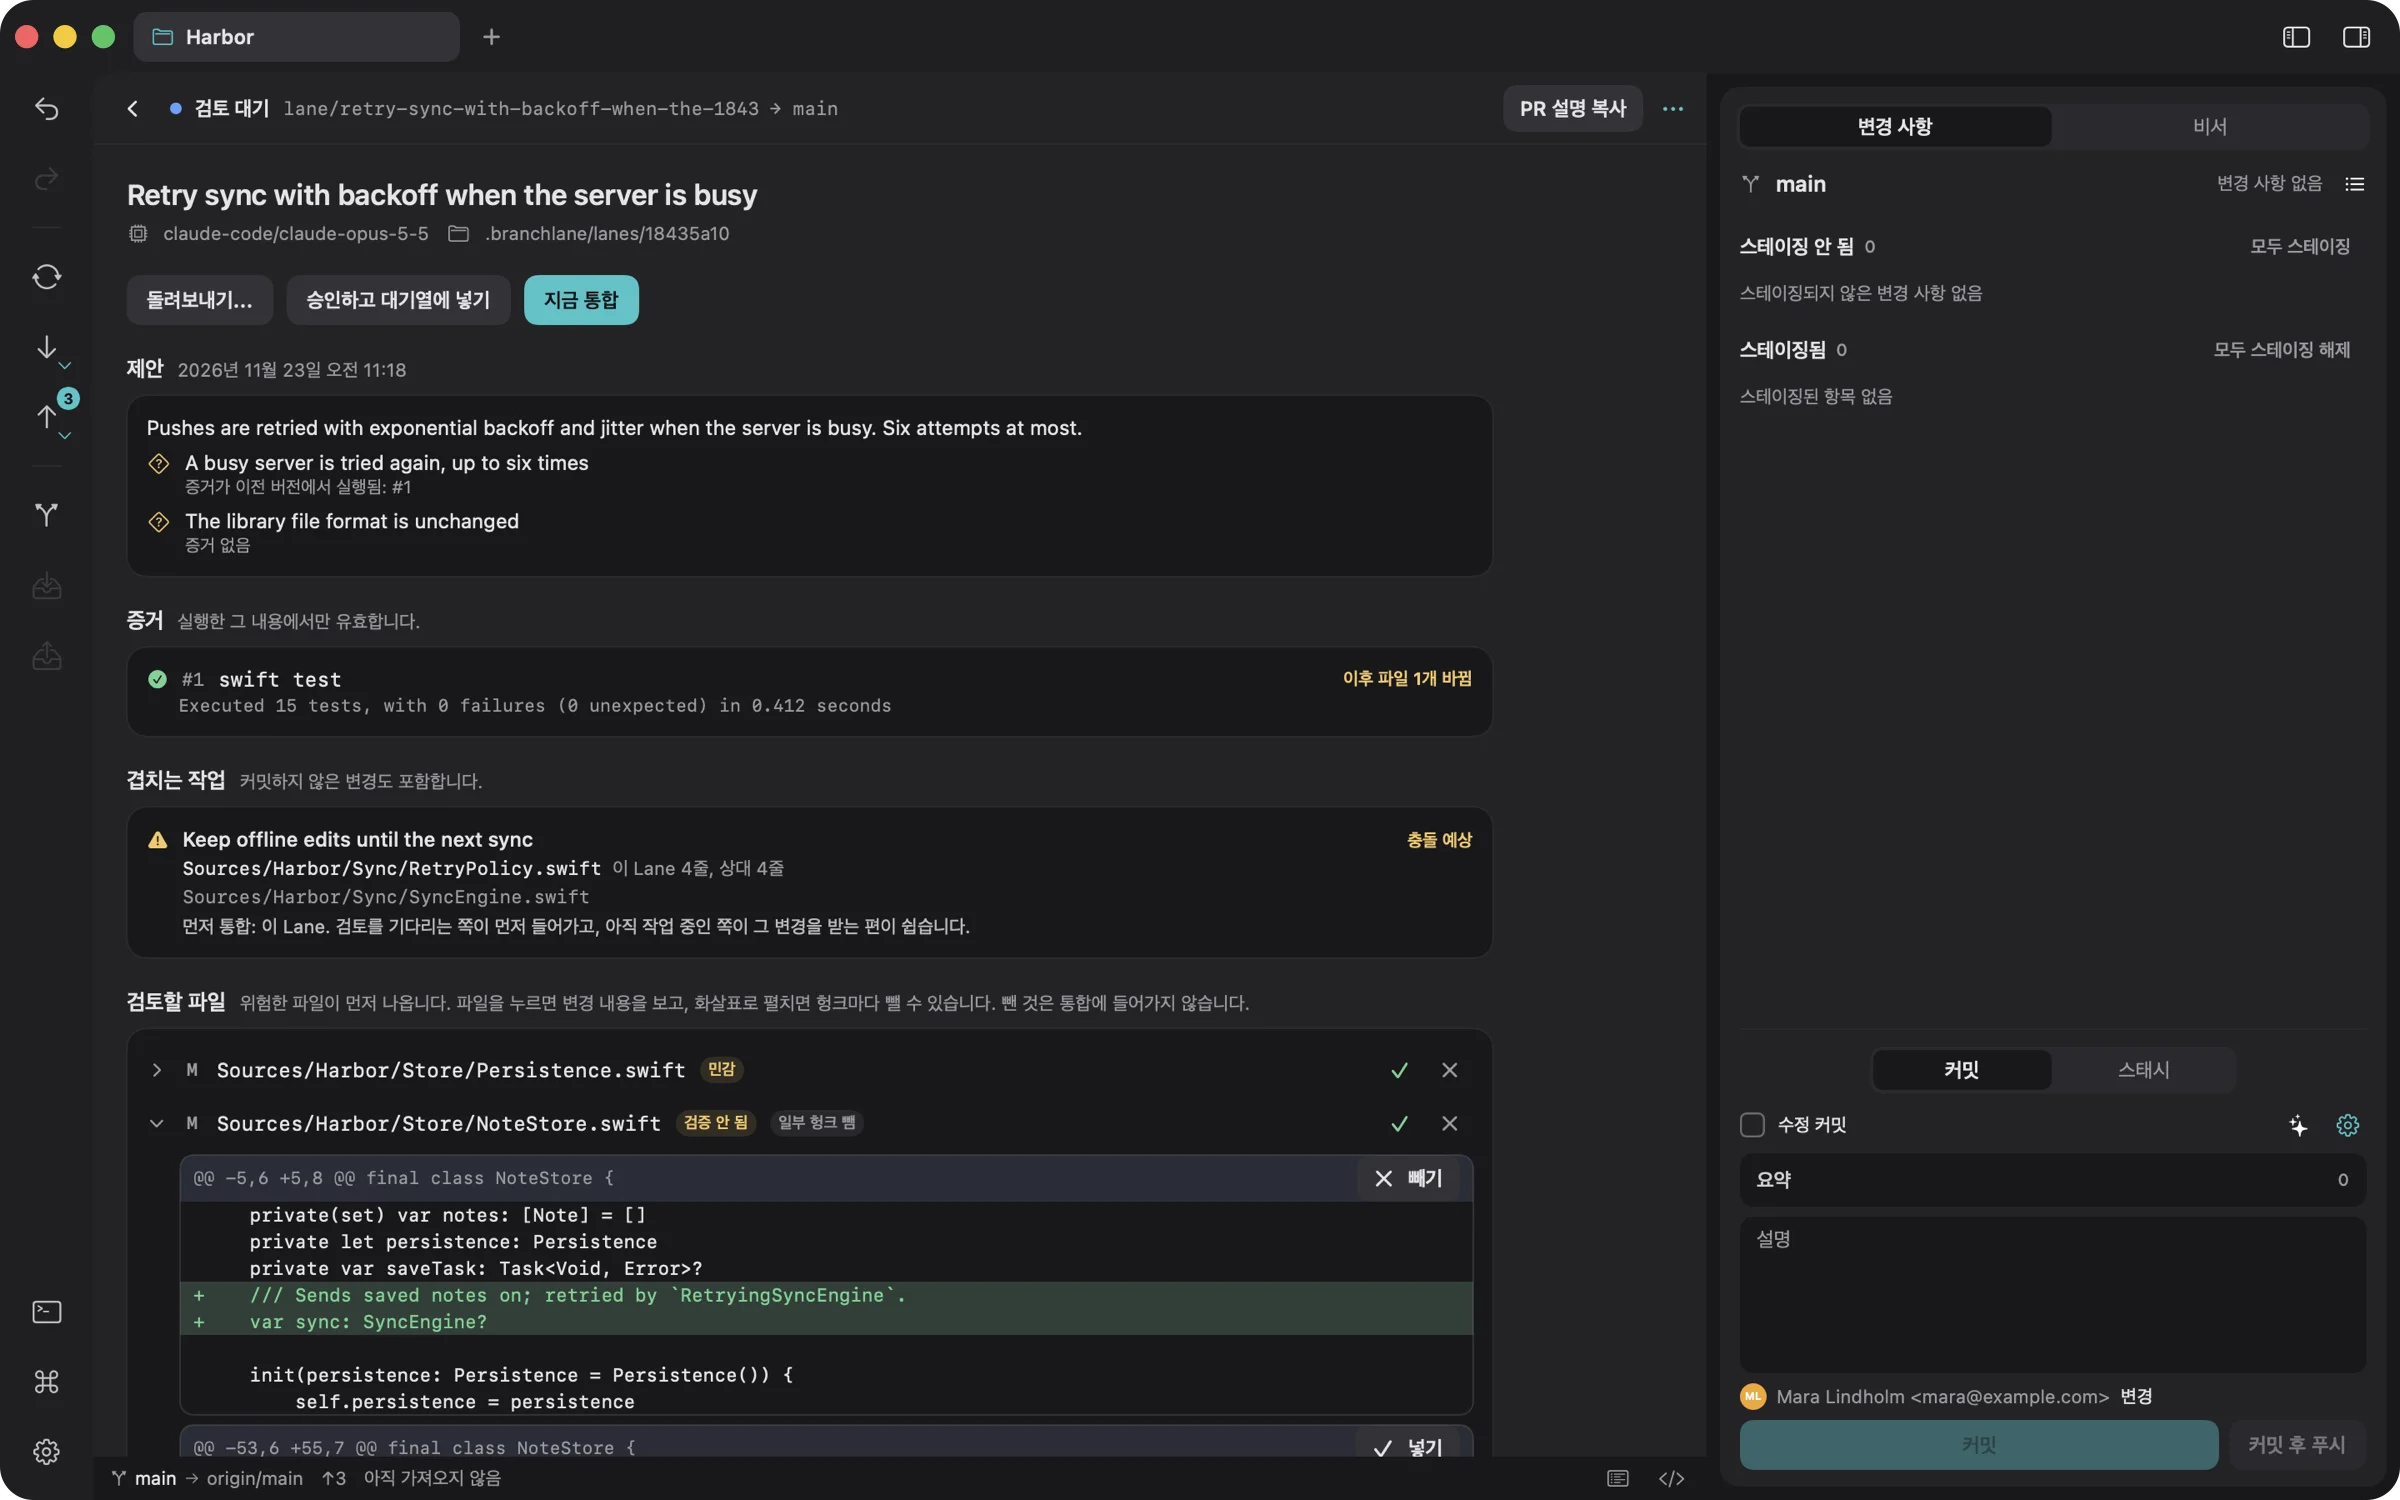 Harbor
검토 대기 lane/retry-sync-with-backoff-when-the-1843 → main
PR 설명 복사
Retry sync with backoff when the server is busy
claude-code/claude-opus-5-5 .branchlane/lanes/18435a10
돌려보내기...
승인하고 대기열에 넣기
지금 통합
제안 2026년 11월 23일 오전 11:18
Pushes are retried with exponential backoff and jitter when the server is busy. Six attempts at most.
A busy server is tried again, up to six times
증거가 이전 버전에서 실행됨: #1
The library file format is unchanged
증거 없음
증거 실행한 그 내용에서만 유효합니다.
#1 swift test
이후 파일 1개 바뀜
Executed 15 tests, with 0 failures (0 unexpected) in 0.412 seconds
겹치는 작업 커밋하지 않은 변경도 포함합니다.
Keep offline edits until the next sync
충돌 예상
Sources/Harbor/Sync/RetryPolicy.swift 이 Lane 4줄, 상대 4줄
Sources/Harbor/Sync/SyncEngine.swift
먼저 통합: 이 Lane. 검토를 기다리는 쪽이 먼저 들어가고, 아직 작업 중인 쪽이 그 변경을 받는 편이 쉽습니다.
검토할 파일 위험한 파일이 먼저 나옵니다. 파일을 누르면 변경 내용을 보고, 화살표로 펼치면 헝크마다 뺄 수 있습니다. 뺀 것은 통합에 들어가지 않습니다.
M Sources/Harbor/Store/Persistence.swift 민감
M Sources/Harbor/Store/NoteStore.swift 검증 안 됨 일부 헝크 뺌
@@ -5,6 +5,8 @@ final class NoteStore {
빼기
private(set) var notes: [Note] = []
private let persistence: Persistence
private var saveTask: Task<Void, Error>?
+ /// Sends saved notes on; retried by `RetryingSyncEngine`.
+ var sync: SyncEngine?
init(persistence: Persistence = Persistence()) {
self.persistence = persistence
@@ -53,6 +55,7 @@ final class NoteStore {
넣기
main → origin/main ↑3 아직 가져오지 않음
3
변경 사항
비서
main
변경 사항 없음
스테이징 안 됨 0
모두 스테이징
스테이징되지 않은 변경 사항 없음
스테이징됨 0
모두 스테이징 해제
스테이징된 항목 없음
커밋
스태시
수정 커밋
요약
0
설명
ML Mara Lindholm <mara@example.com> 변경
커밋
커밋 후 푸시